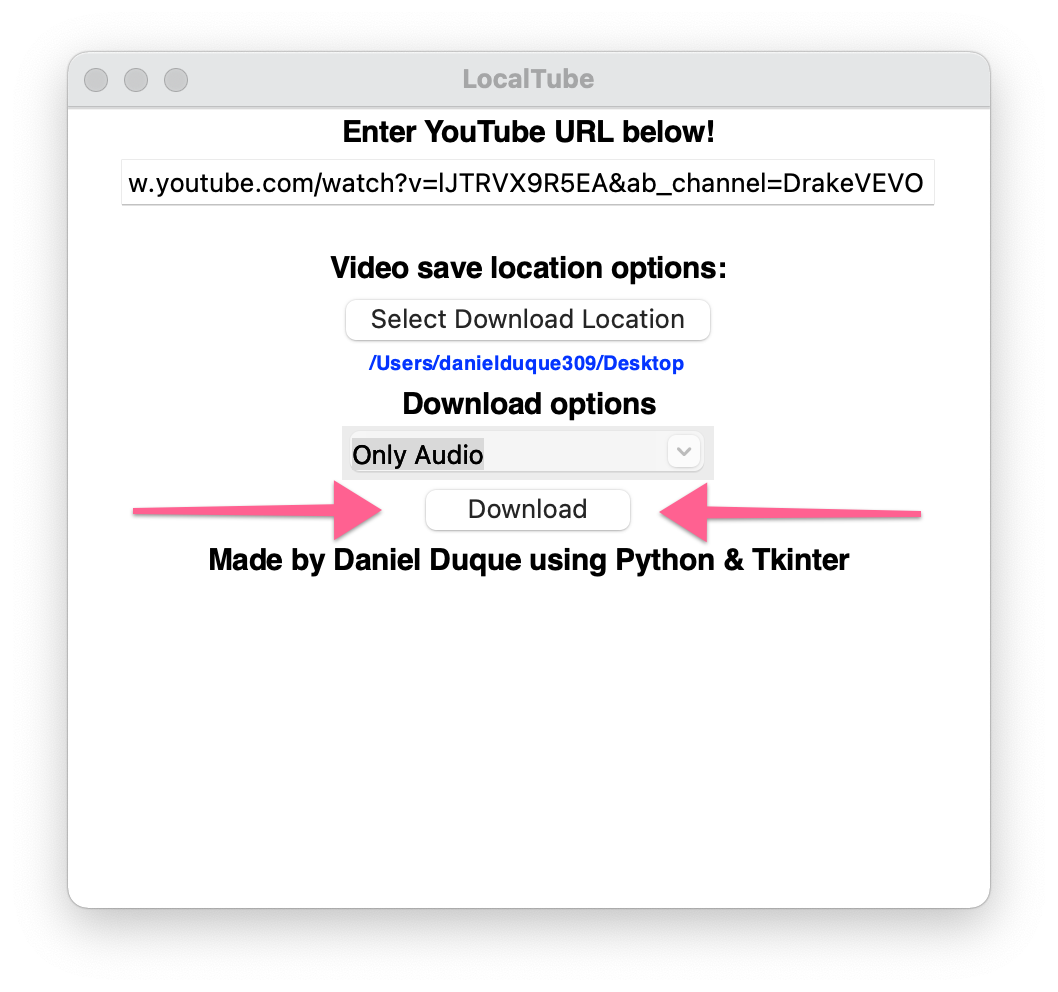 LocalTube
Enter YouTube URL below!
w.youtube.com/watch?v=lJTRVX9R5EA&ab_channel=DrakeVEVO
Video save location options:
Select Download Location
/Users/danielduque309/Desktop
Download options
Only Audio
Download
Made by Daniel Duque using Python & Tkinter